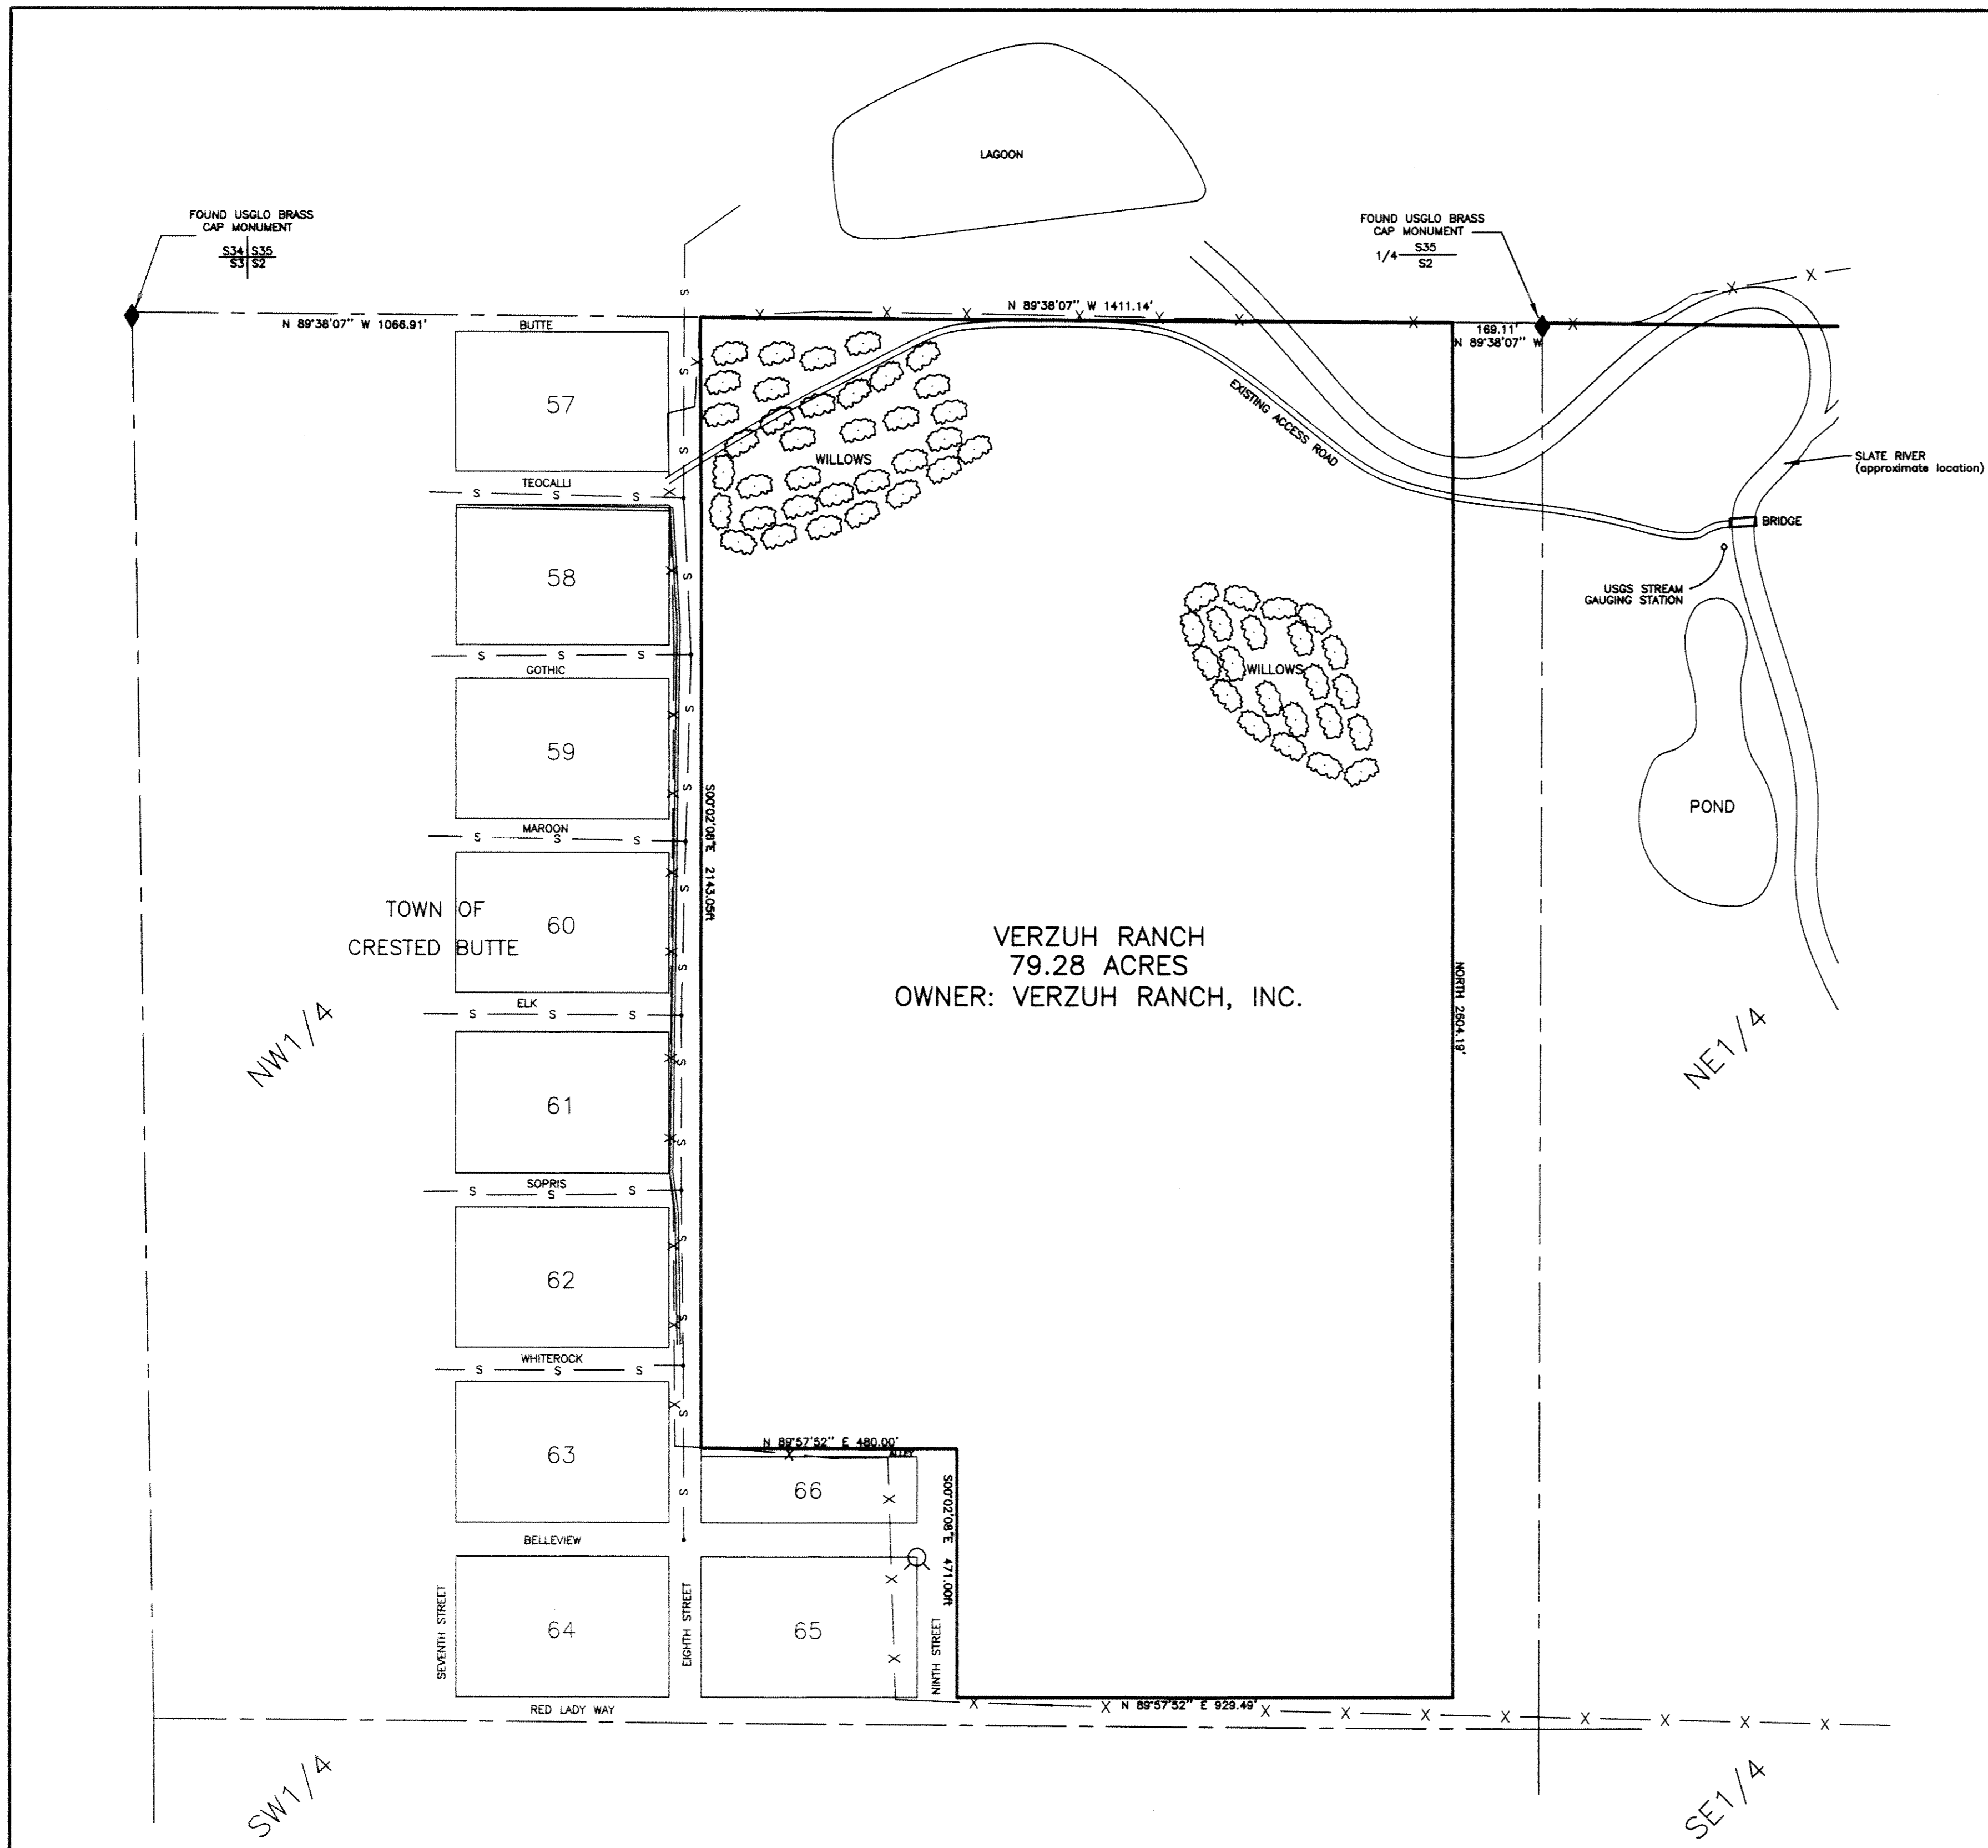 LAGOON
FOUND USGLO BRASS
CAP MONUMENT
S34 S35
S3 S2
FOUND USGLO BRASS
CAP MONUMENT
1/4 S35
S2
N 89°38'07" W 1066.91'
BUTTE
N 89°38'07" W 1411.14'
169.11'
N 89°38'07" W
57
WILLOWS
EXISTING ACCESS ROAD
SLATE RIVER
(approximate location)
TEOCALLI
S S S
BRIDGE
58
USGS STREAM
GAUGING STATION
S S S
GOTHIC
WILLOWS
59
POND
S00°02'08"E 2143.05ft
MAROON
S S S
TOWN OF
CRESTED BUTTE
60
VERZUH RANCH
79.28 ACRES
OWNER: VERZUH RANCH, INC.
NORTH 2604.19'
ELK
S S S
NW1/4
NE1/4
61
SOPRIS
S S S
62
WHITEROCK
S S S
63
N 89°57'52" E 480.00'
ALLEY
66
S00°02'08"E 471.00ft
BELLEVIEW
SEVENTH STREET
64
EIGHTH STREET
65
NINTH STREET
RED LADY WAY
N 89°57'52" E 929.49'
SW1/4
SE1/4